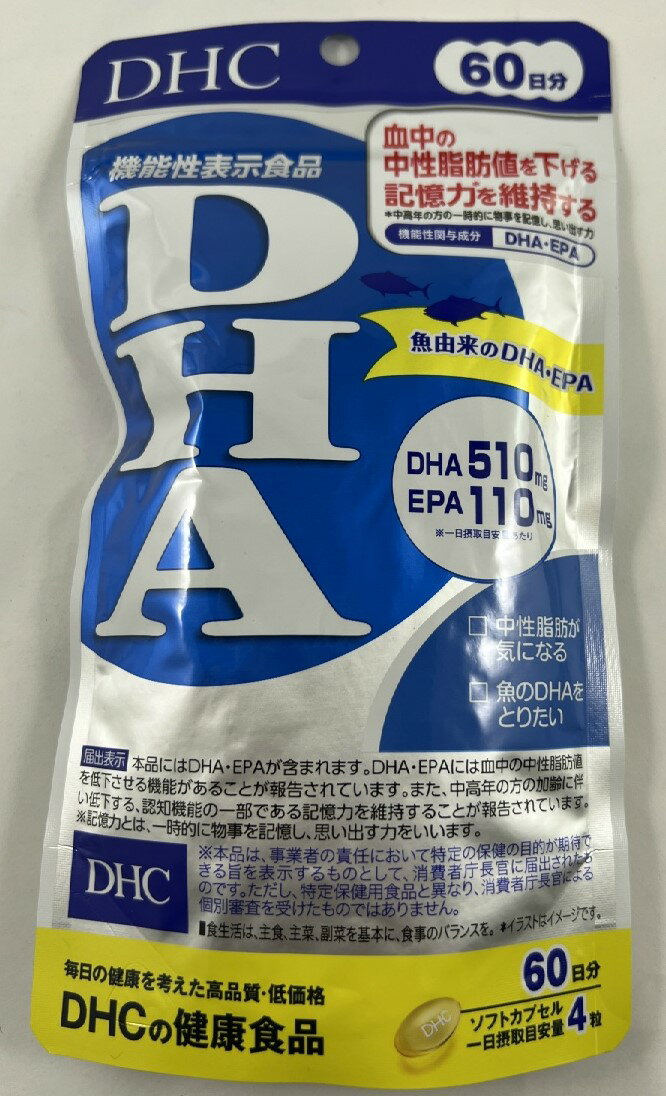 DHC
60日分
血中の
中性脂肪値を下げる
記憶力を維持する
*中高年の方の一時的に物事を記憶し、思い出す力
機能性関与成分 DHA・EPA
機能性表示食品
D
H
A
魚由来のDHA・EPA
DHA 510mg
EPA 110mg
※一日摂取目安量あたり
□ 中性脂肪が
気になる
□ 魚のDHAを
とりたい
届出表示 本品にはDHA・EPAが含まれます。DHA・EPAには血中の中性脂肪値
を低下させる機能があることが報告されています。また、中高年の方の加齢に伴
い低下する、認知機能の一部である記憶力を維持することが報告されています。
※記憶力とは、一時的に物事を記憶し、思い出す力をいいます。
DHC
※本品は、事業者の責任において特定の保健の目的が期待で
きる旨を表示するものとして、消費者庁長官に届出されたも
のです。ただし、特定保健用食品と異なり、消費者庁長官による
個別審査を受けたものではありません。
■食生活は、主食、主菜、副菜を基本に、食事のバランスを。 *イラストはイメージです。
毎日の健康を考えた高品質・低価格
DHCの健康食品
DHC
60日分
ソフトカプセル
一日摂取目安量 4粒